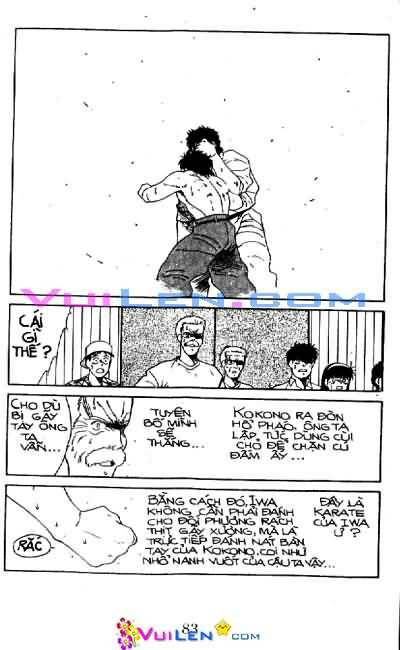 VuiLen.com
CÁI
GÌ
THẾ?
CHO DÙ
BỊ GÃY
TAY ÔNG
TA
VẪN...
TUYÊN
BỐ MÌNH
ĐÃ
THẮNG...
KOKONO RA ĐÒN
HỔ PHÁO, ÔNG TA
LẬP TỨC DÙNG CÙI
CHỎ ĐỂ CHẶN CÚ
ĐẤM ẤY...
BẰNG CÁCH ĐÓ, IWA
KHÔNG CẦN PHẢI ĐÁNH
CHO ĐỐI PHƯƠNG RÁCH
THỊT GÃY XƯƠNG, MÀ LÀ
TRỰC TIẾP ĐÁNH NÁT BÀN
TAY CỦA KOKONO, COI NHƯ
NHỔ NANH VUỐT CỦA CẬU TA VẬY...
ĐÂY LÀ
KARATE
CỦA IWA
Ư?
RẮC
83
VuiLen